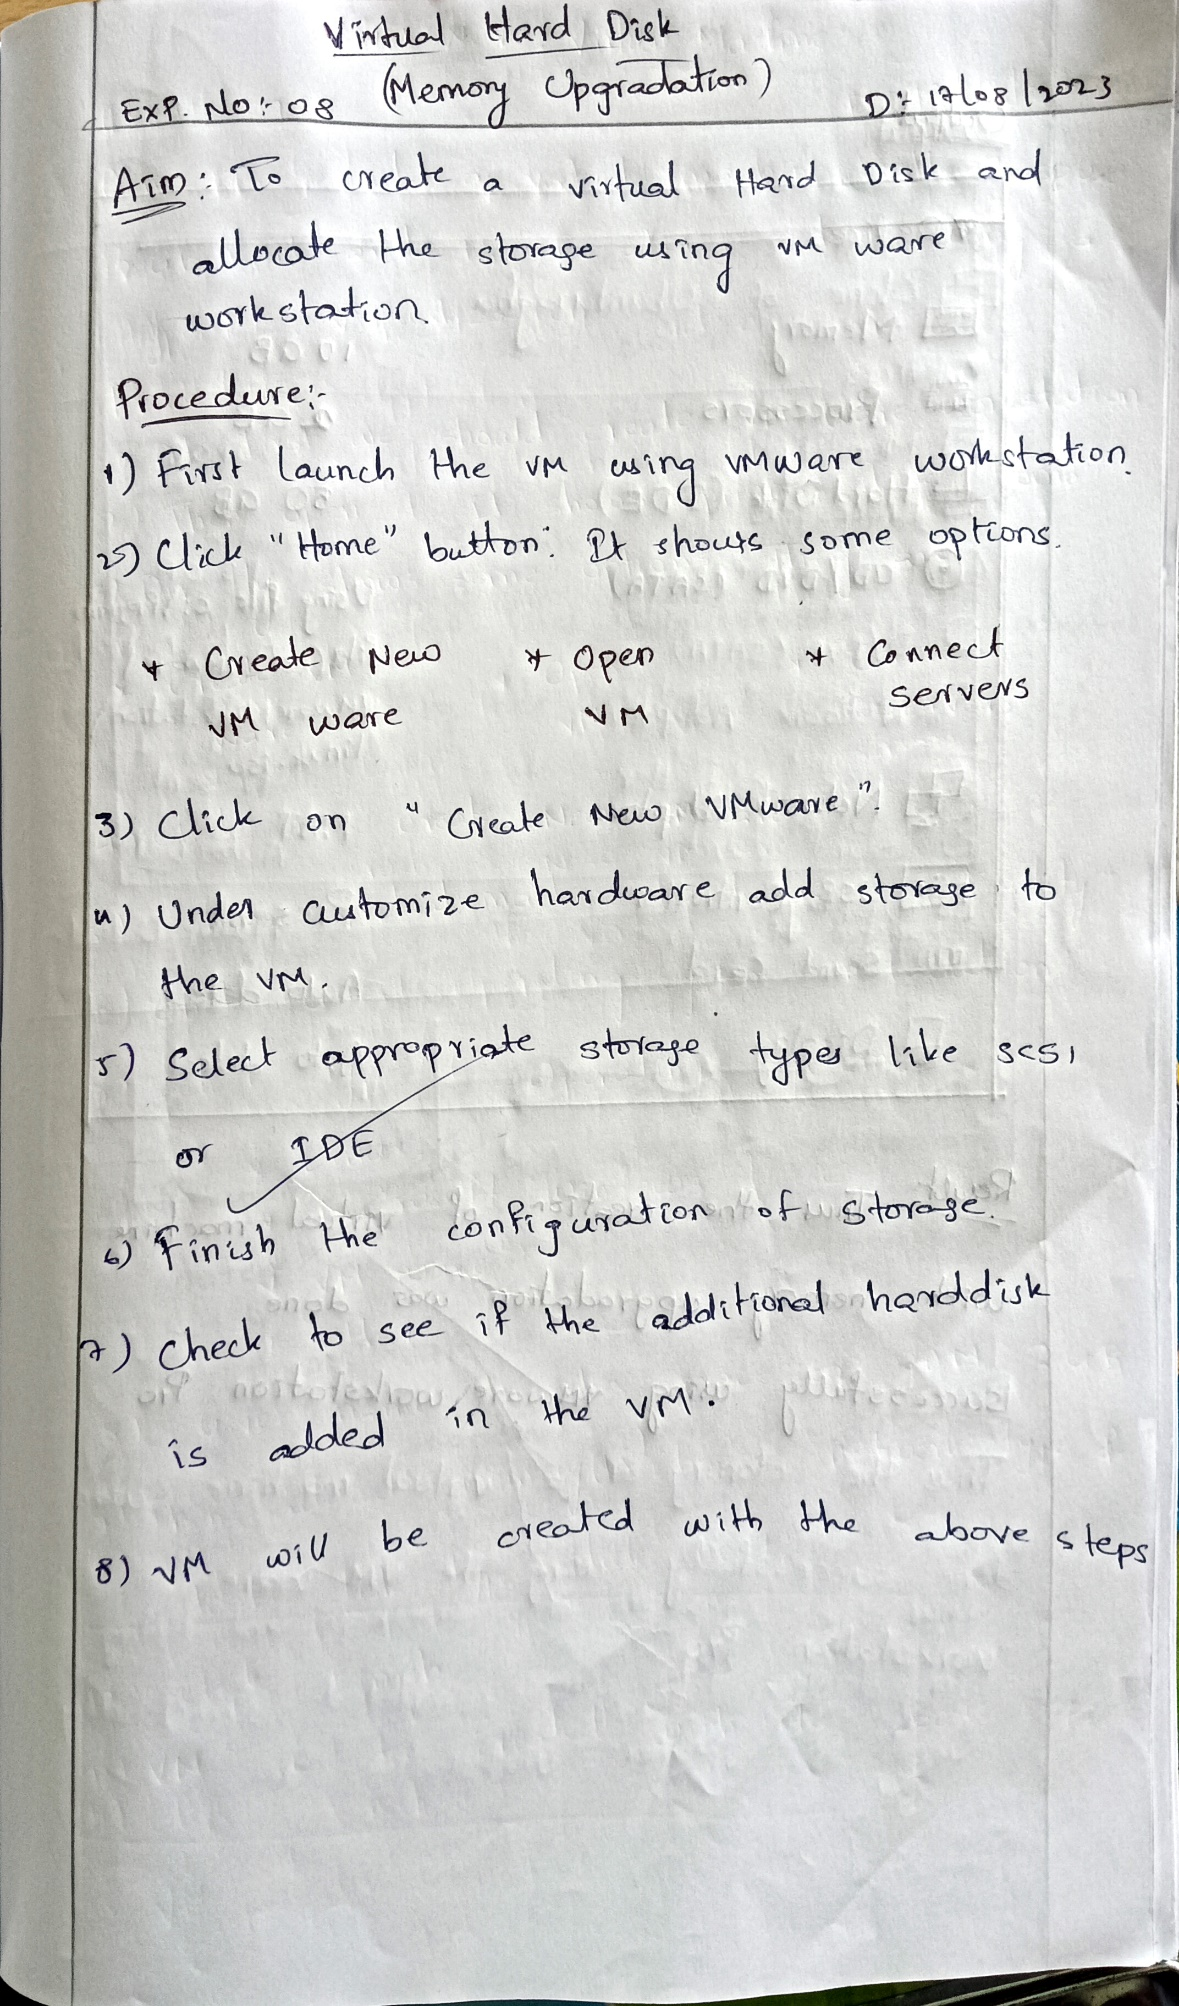 Virtual Hard Disk
(Memory Upgradation)
EXP. No:- 08
D:- 17/08/2023
Aim: To create a virtual Hard Disk and
allocate the storage using VM ware
workstation.
Procedure:-
1) First launch the VM using vmware workstation.
2) Click "Home" button. It shows some options.
* Create New * Open * Connect
VM ware VM servers
3) Click on "Create New VMware".
4) Under customize hardware add storage to
the VM.
5) Select appropriate storage types like SCSI
or IDE
6) Finish the configuration of storage.
7) Check to see if the additional harddisk
is added in the VM.
8) VM will be created with the above steps